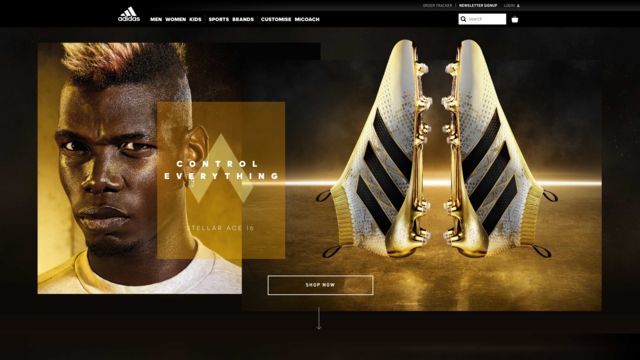 ORDER TRACKER NEWSLETTER SIGNUP LOGIN
adidas
MEN WOMEN KIDS SPORTS BRANDS CUSTOMISE MICOACH
search
CONTROL
EVERYTHING
STELLAR ACE 16
SHOP NOW